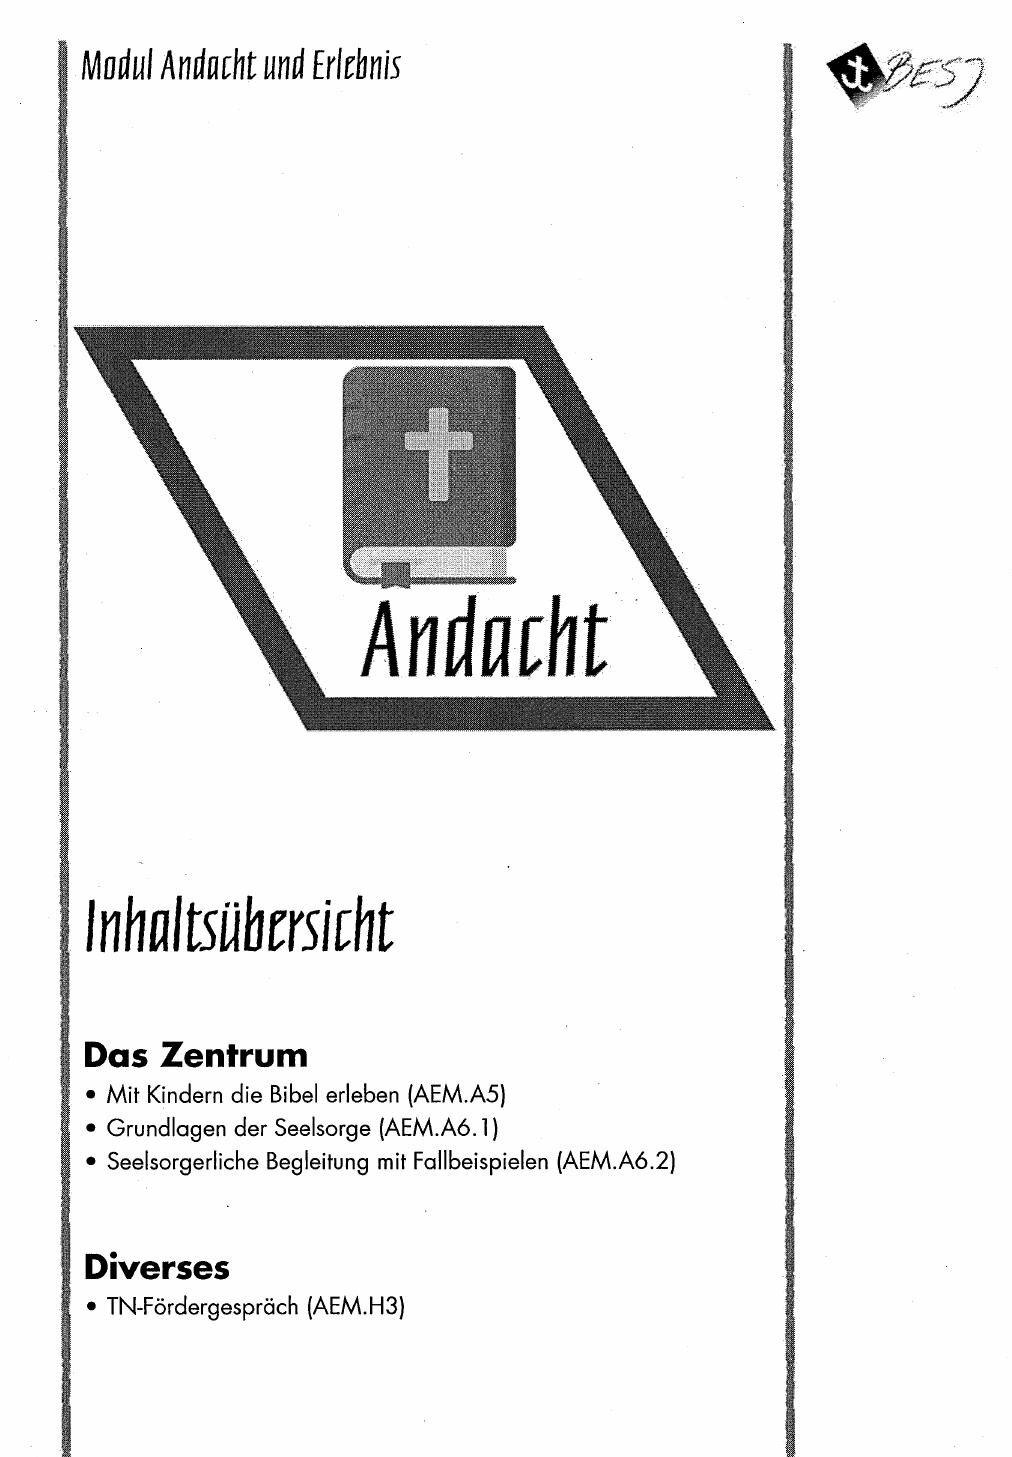 Modul Andacht und Erlebnis
BESJ
Andacht
Inhaltsübersicht
Das Zentrum
• Mit Kindern die Bibel erleben (AEM.A5)
• Grundlagen der Seelsorge (AEM.A6.1)
• Seelsorgerliche Begleitung mit Fallbeispielen (AEM.A6.2)
Diverses
• TN-Fördergespräch (AEM.H3)